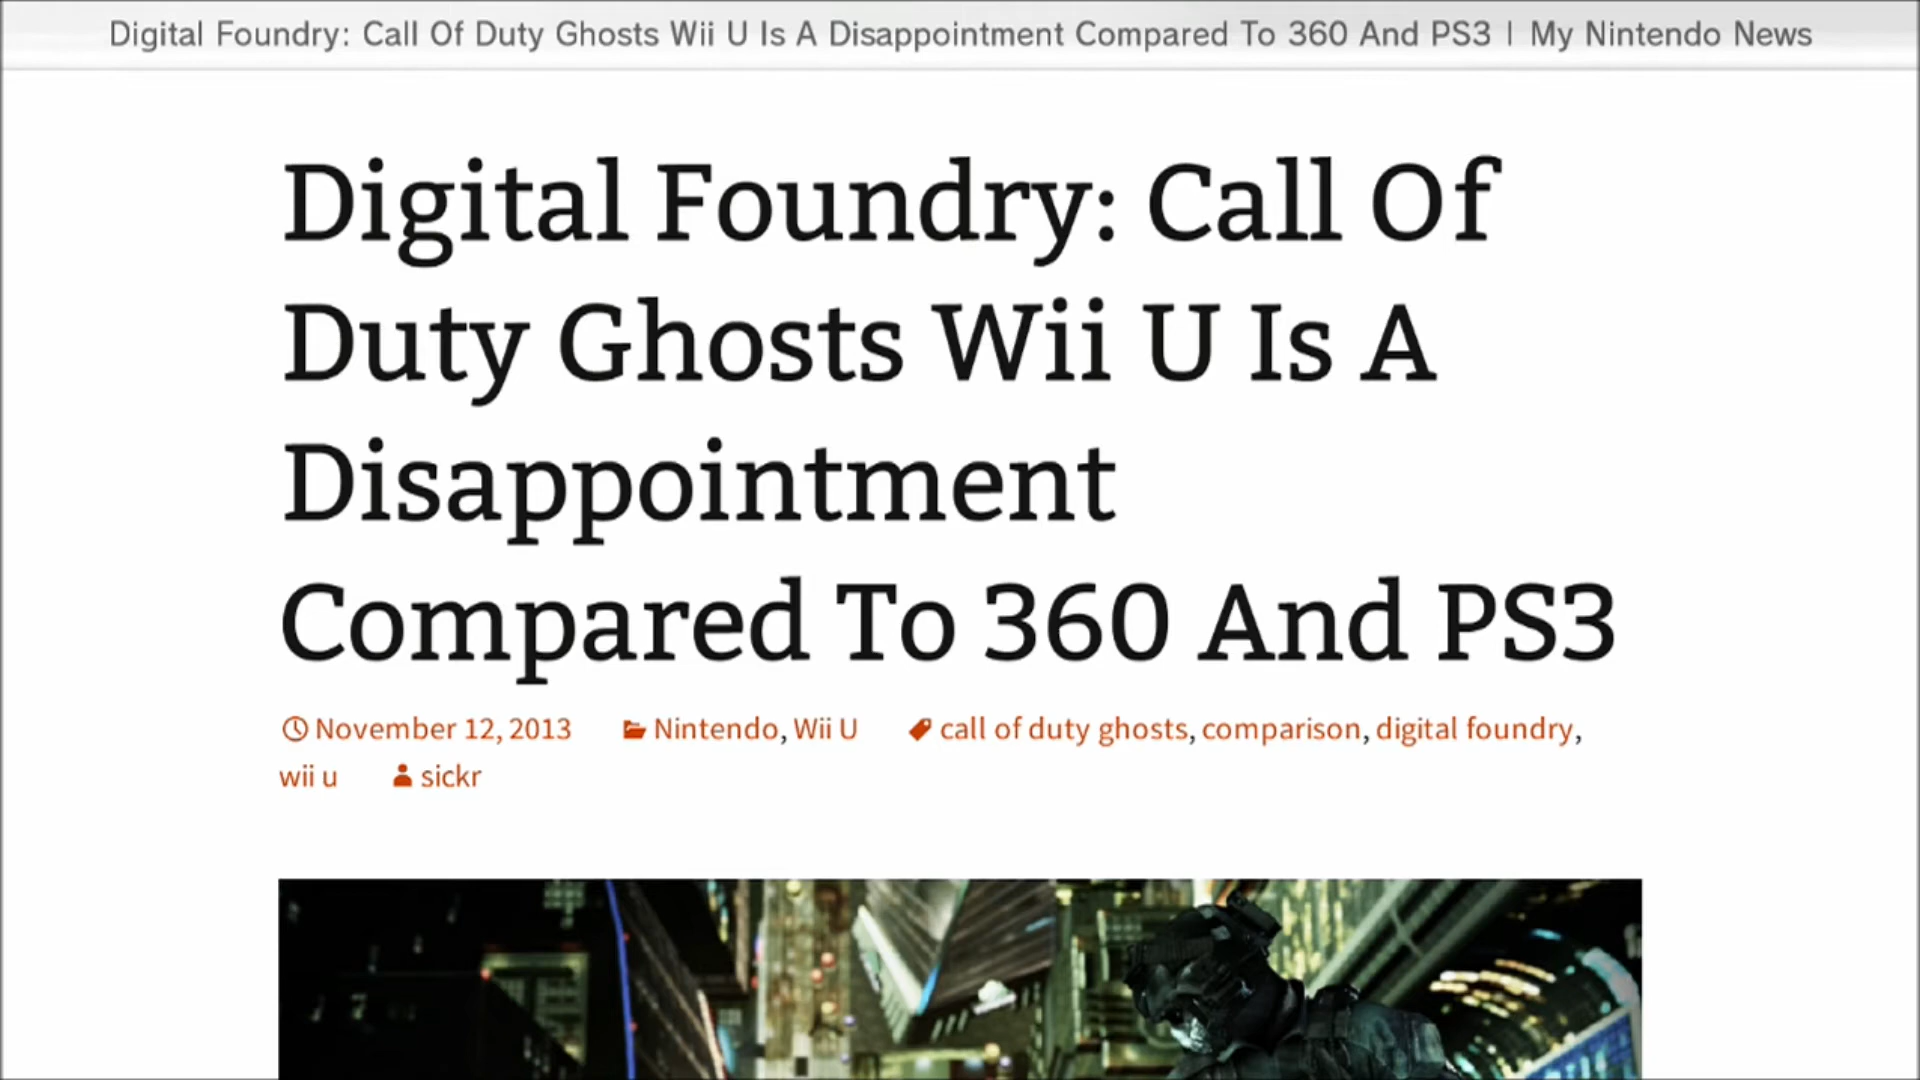 Digital Foundry: Call Of Duty Ghosts Wii U Is A Disappointment Compared To 360 And PS3 | My Nintendo News
Digital Foundry: Call Of
Duty Ghosts Wii U Is A
Disappointment
Compared To 360 And PS3
November 12, 2013 Nintendo, Wii U call of duty ghosts, comparison, digital foundry,
wii u sickr